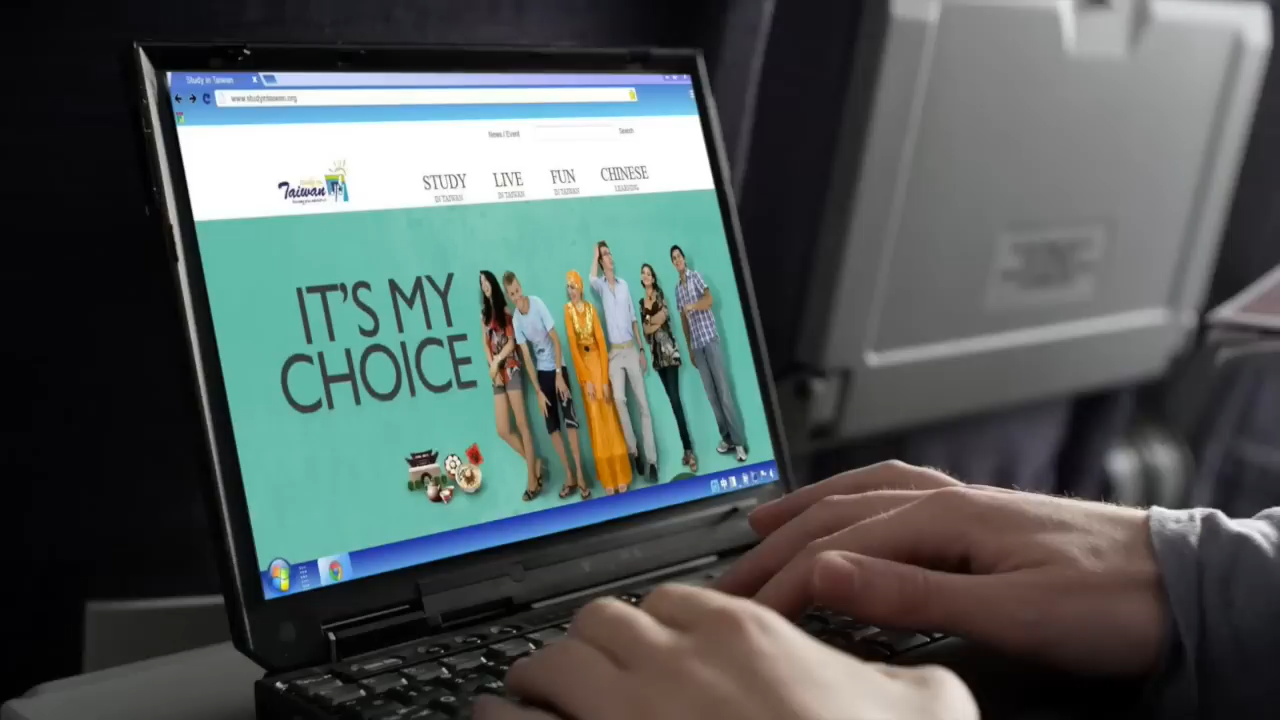 Study in Taiwan
www.studyintaiwan.org
News / Event
Search
Taiwan
STUDY
IN TAIWAN
LIVE
IN TAIWAN
FUN
IN TAIWAN
CHINESE
LEARNING
IT'S MY
CHOICE
中